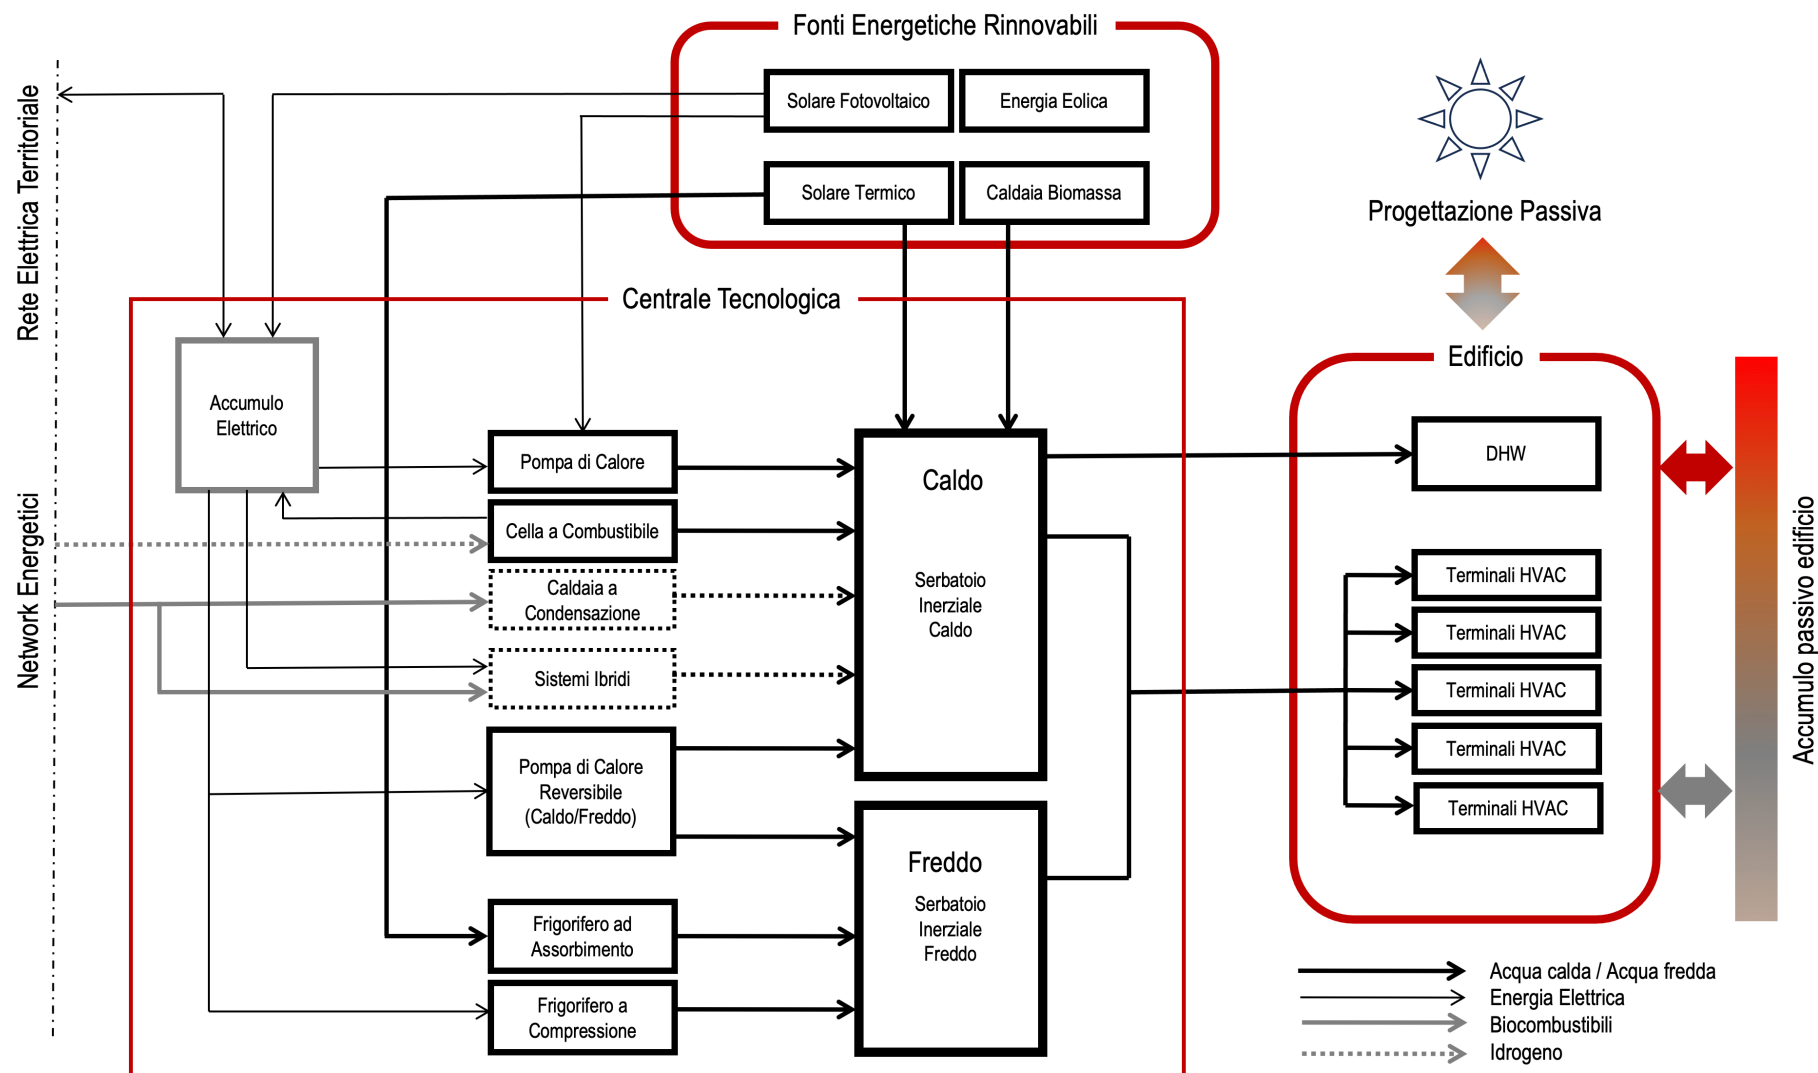 Fonti Energetiche Rinnovabili
Solare Fotovoltaico
Energia Eolica
Solare Termico
Caldaia Biomassa
Progettazione Passiva
Rete Elettrica Territoriale
Network Energetici
Centrale Tecnologica
Accumulo
Elettrico
Pompa di Calore
Cella a Combustibile
Caldaia a
Condensazione
Sistemi Ibridi
Pompa di Calore
Reversibile
(Caldo/Freddo)
Frigorifero ad
Assorbimento
Frigorifero a
Compressione
Caldo
Serbatoio
Inerziale
Caldo
Freddo
Serbatoio
Inerziale
Freddo
Edificio
DHW
Terminali HVAC
Terminali HVAC
Terminali HVAC
Terminali HVAC
Terminali HVAC
Accumulo passivo edificio
Acqua calda / Acqua fredda
Energia Elettrica
Biocombustibili
Idrogeno